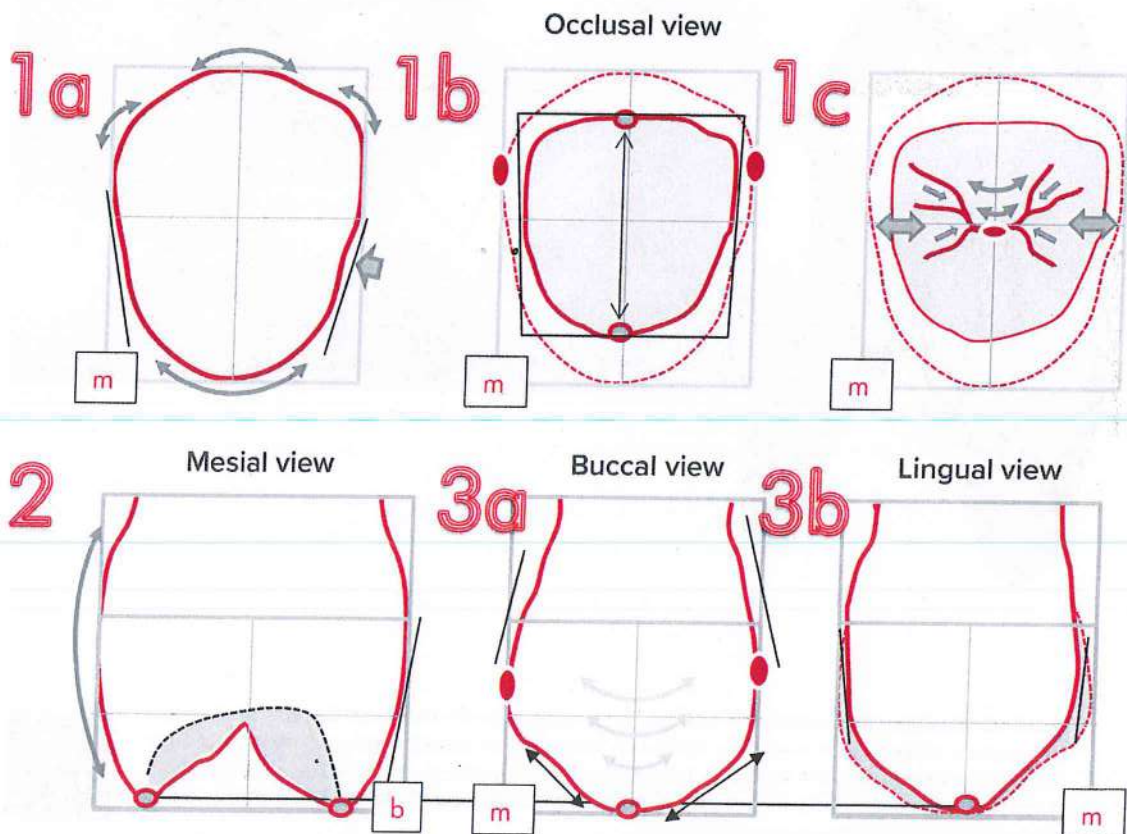 Occlusal view
1a
1b
1c
m
m
m
Mesial view
Buccal view
Lingual view
2
3a
3b
b
m
m